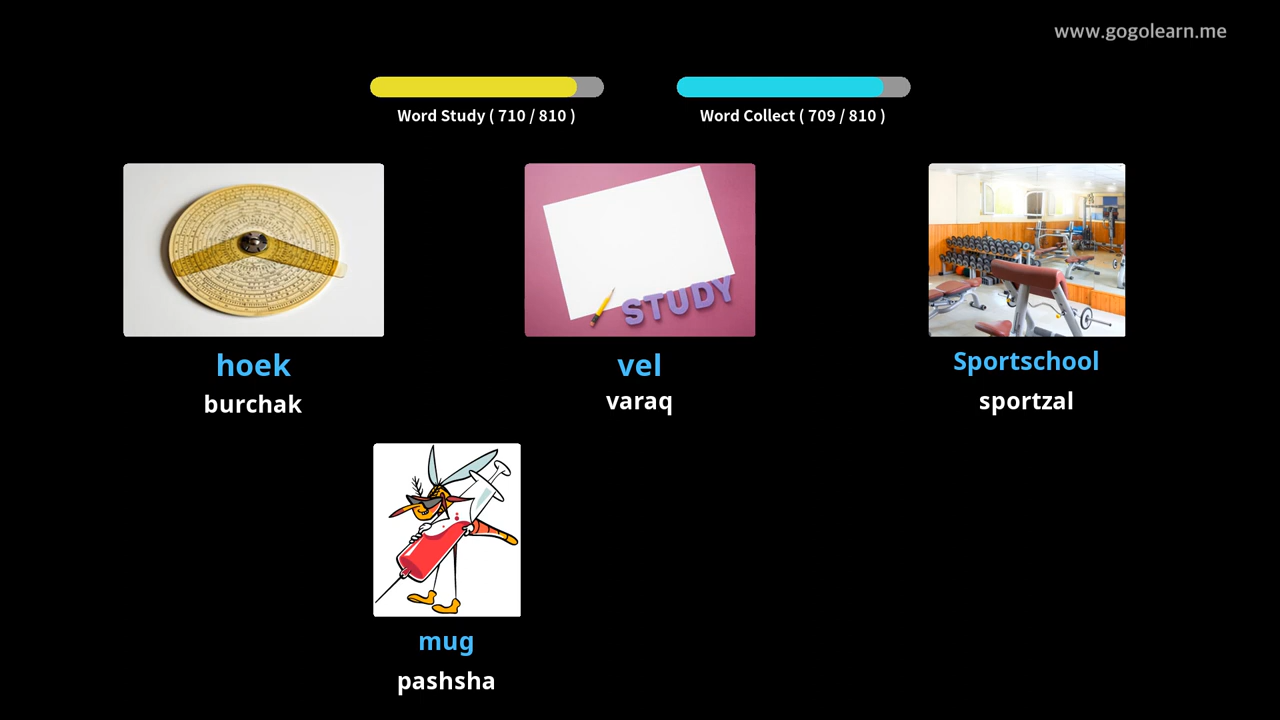 www.gogolearn.me
Word Study ( 710 / 810 )
Word Collect ( 709 / 810 )
STUDY
hoek
burchak
vel
varaq
Sportschool
sportzal
mug
pashsha